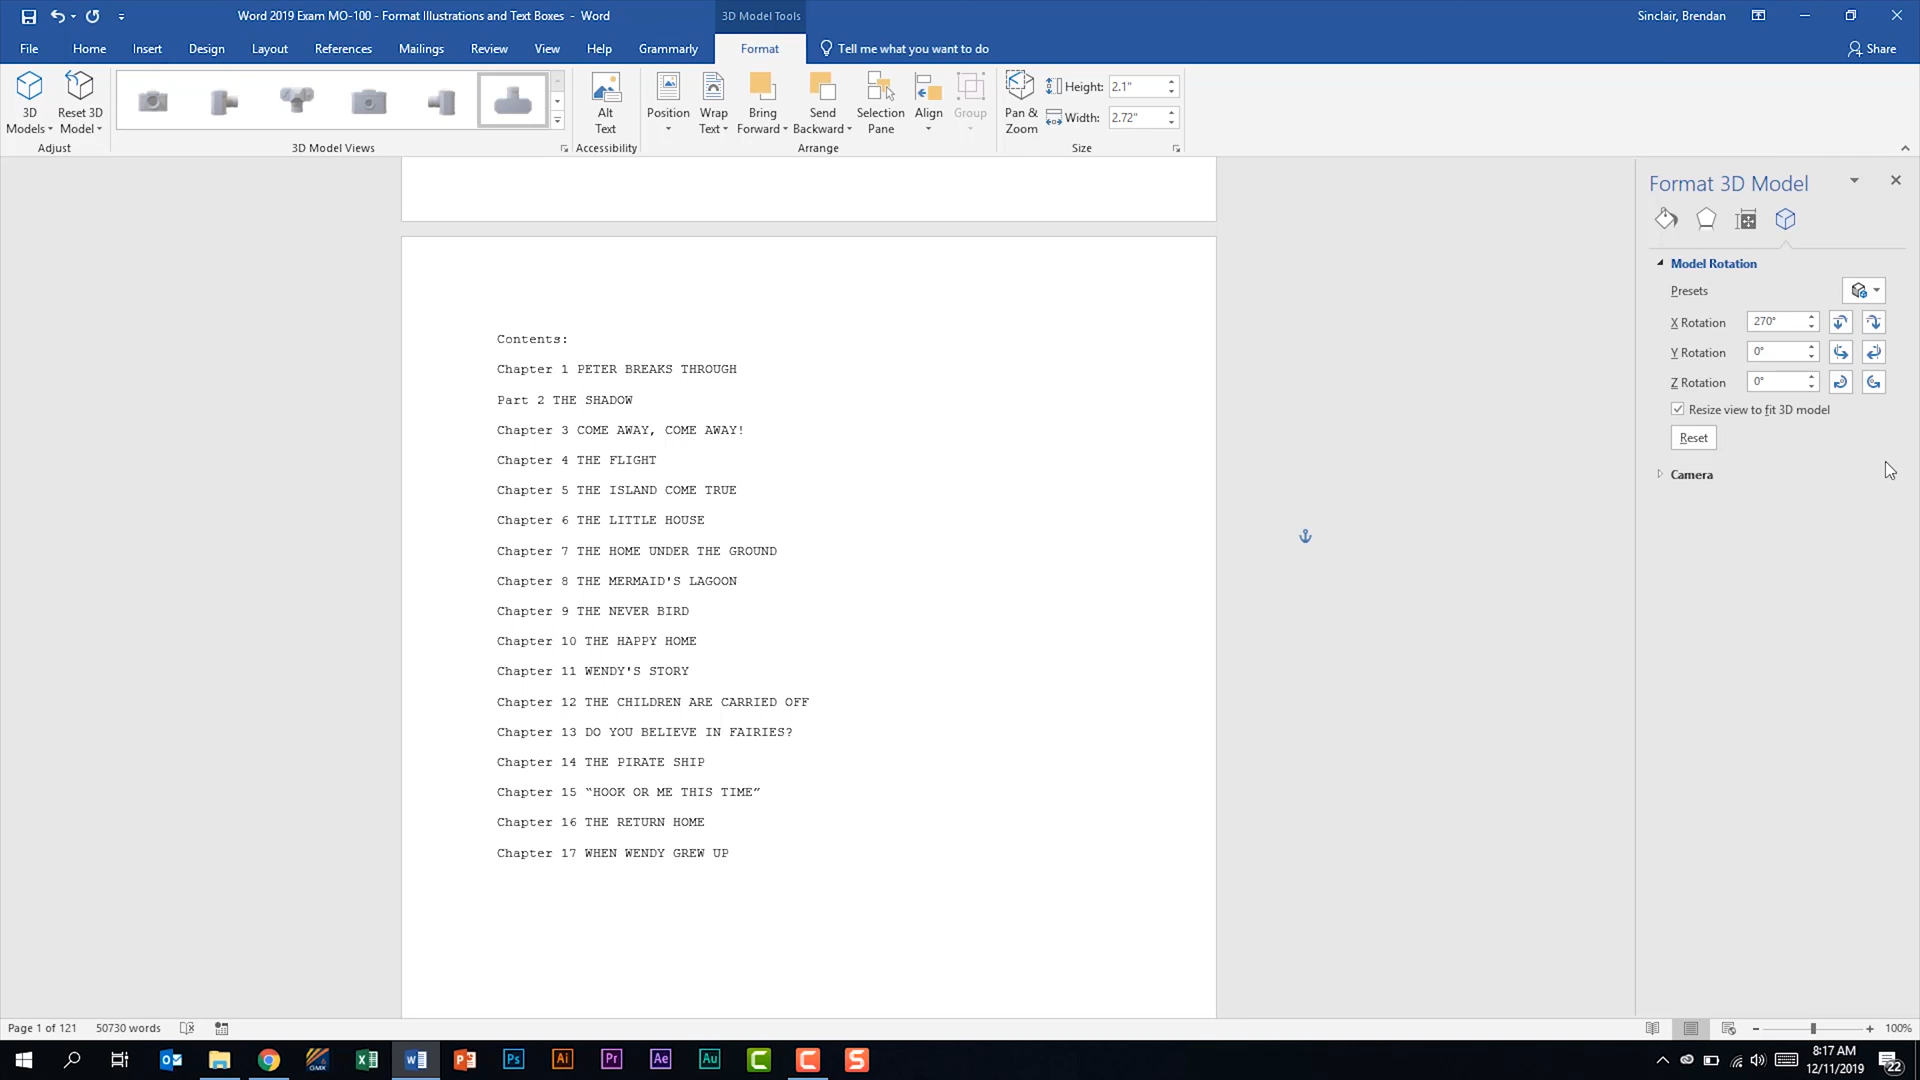 Word 2019 Exam MO-100 - Format Illustrations and Text Boxes - Word
3D Model Tools
Sinclair, Brendan
File Home Insert Design Layout References Mailings Review View Help Grammarly Format Tell me what you want to do Share
3D Models
Reset 3D Model
Alt Text
Position
Wrap Text
Bring Forward
Send Backward
Selection Pane
Align
Group
Pan & Zoom
Height: 2.1"
Width: 2.72"
Adjust
3D Model Views
Accessibility
Arrange
Size
Format 3D Model
Model Rotation
Presets
X Rotation 270°
Y Rotation 0°
Z Rotation 0°
Resize view to fit 3D model
Reset
Camera
Contents:
Chapter 1 PETER BREAKS THROUGH
Part 2 THE SHADOW
Chapter 3 COME AWAY, COME AWAY!
Chapter 4 THE FLIGHT
Chapter 5 THE ISLAND COME TRUE
Chapter 6 THE LITTLE HOUSE
Chapter 7 THE HOME UNDER THE GROUND
Chapter 8 THE MERMAID'S LAGOON
Chapter 9 THE NEVER BIRD
Chapter 10 THE HAPPY HOME
Chapter 11 WENDY'S STORY
Chapter 12 THE CHILDREN ARE CARRIED OFF
Chapter 13 DO YOU BELIEVE IN FAIRIES?
Chapter 14 THE PIRATE SHIP
Chapter 15 “HOOK OR ME THIS TIME”
Chapter 16 THE RETURN HOME
Chapter 17 WHEN WENDY GREW UP
Page 1 of 121 50730 words
100%
GMX
Ps
Ai
Pr
Ae
Au
8:17 AM
12/11/2019
22